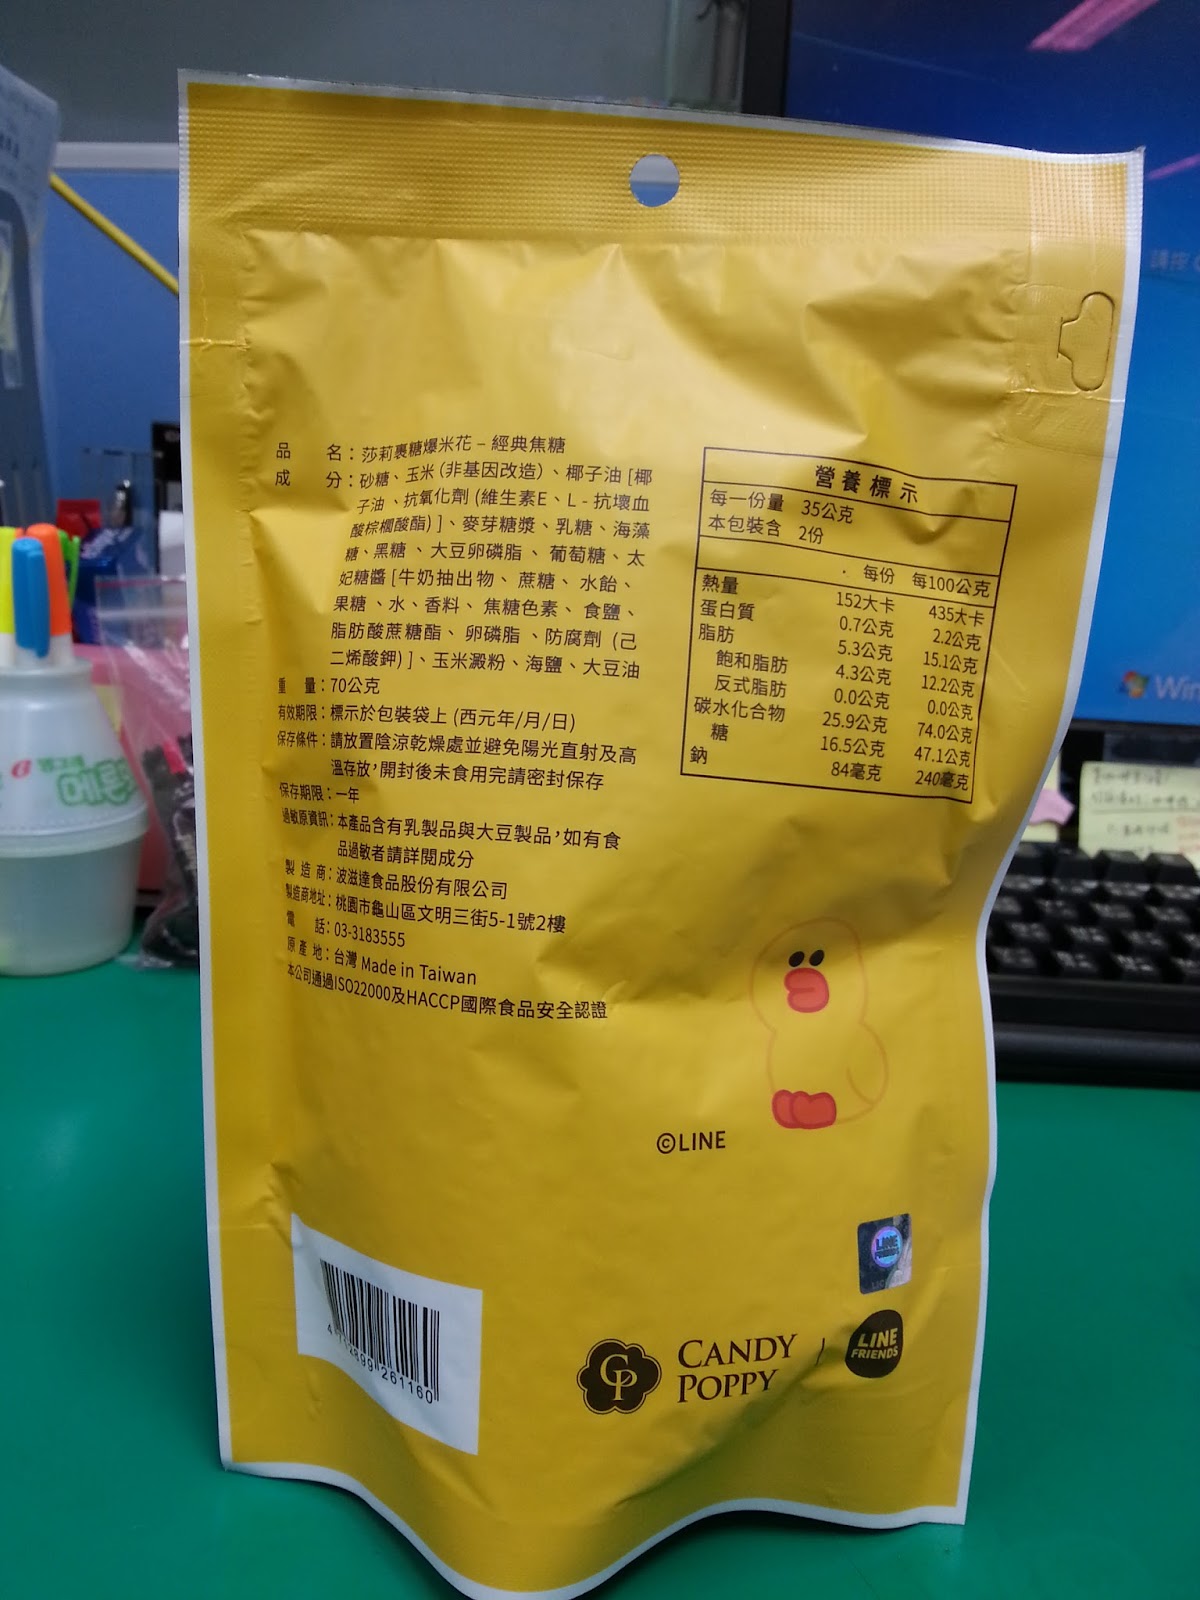 品名：莎莉裹糖爆米花 – 經典焦糖
成分：砂糖、玉米 (非基因改造) 、椰子油 [椰
子油 、抗氧化劑 (維生素E 、L - 抗壞血
酸棕櫚酸酯) ] 、麥芽糖漿、乳糖、海藻
糖、黑糖 、大豆卵磷脂 、 葡萄糖、太
妃糖醬 [牛奶抽出物、 蔗糖、 水飴、
果糖 、水、香料、 焦糖色素、 食鹽、
脂肪酸蔗糖酯、 卵磷脂 、防腐劑 (己
二烯酸鉀) ] 、玉米澱粉、海鹽、大豆油
重量：70公克
有效期限：標示於包裝袋上 (西元年/月/日)
保存條件：請放置陰涼乾燥處並避免陽光直射及高
溫存放，開封後未食用完請密封保存
保存期限：一年
過敏原資訊：本產品含有乳製品與大豆製品，如有食
品過敏者請詳閱成分
製造商：波滋達食品股份有限公司
製造商地址：桃園市龜山區文明三街5-1號2樓
電話：03-3183555
原產地：台灣 Made in Taiwan
本公司通過ISO22000及HACCP國際食品安全認證
營養標示
每一份量 35公克
本包裝含 2份
每份 每100公克
熱量 152大卡 435大卡
蛋白質 0.7公克 2.2公克
脂肪 5.3公克 15.1公克
飽和脂肪 4.3公克 12.2公克
反式脂肪 0.0公克 0.0公克
碳水化合物 25.9公克 74.0公克
糖 16.5公克 47.1公克
鈉 84毫克 240毫克
©LINE
LINE
FRIENDS
261160
CP
CANDY
POPPY
/
LINE
FRIENDS
請按
Win